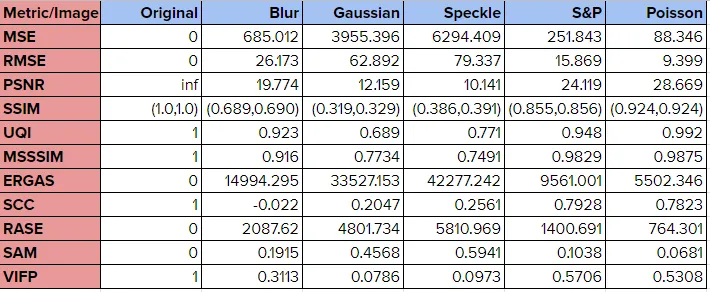 Metric/Image Original Blur Gaussian Speckle S&P Poisson
MSE 0 685.012 3955.396 6294.409 251.843 88.346
RMSE 0 26.173 62.892 79.337 15.869 9.399
PSNR inf 19.774 12.159 10.141 24.119 28.669
SSIM (1.0,1.0) (0.689,0.690) (0.319,0.329) (0.386,0.391) (0.855,0.856) (0.924,0.924)
UQI 1 0.923 0.689 0.771 0.948 0.992
MSSSIM 1 0.916 0.7734 0.7491 0.9829 0.9875
ERGAS 0 14994.295 33527.153 42277.242 9561.001 5502.346
SCC 1 -0.022 0.2047 0.2561 0.7928 0.7823
RASE 0 2087.62 4801.734 5810.969 1400.691 764.301
SAM 0 0.1915 0.4568 0.5941 0.1038 0.0681
VIFP 1 0.3113 0.0786 0.0973 0.5706 0.5308